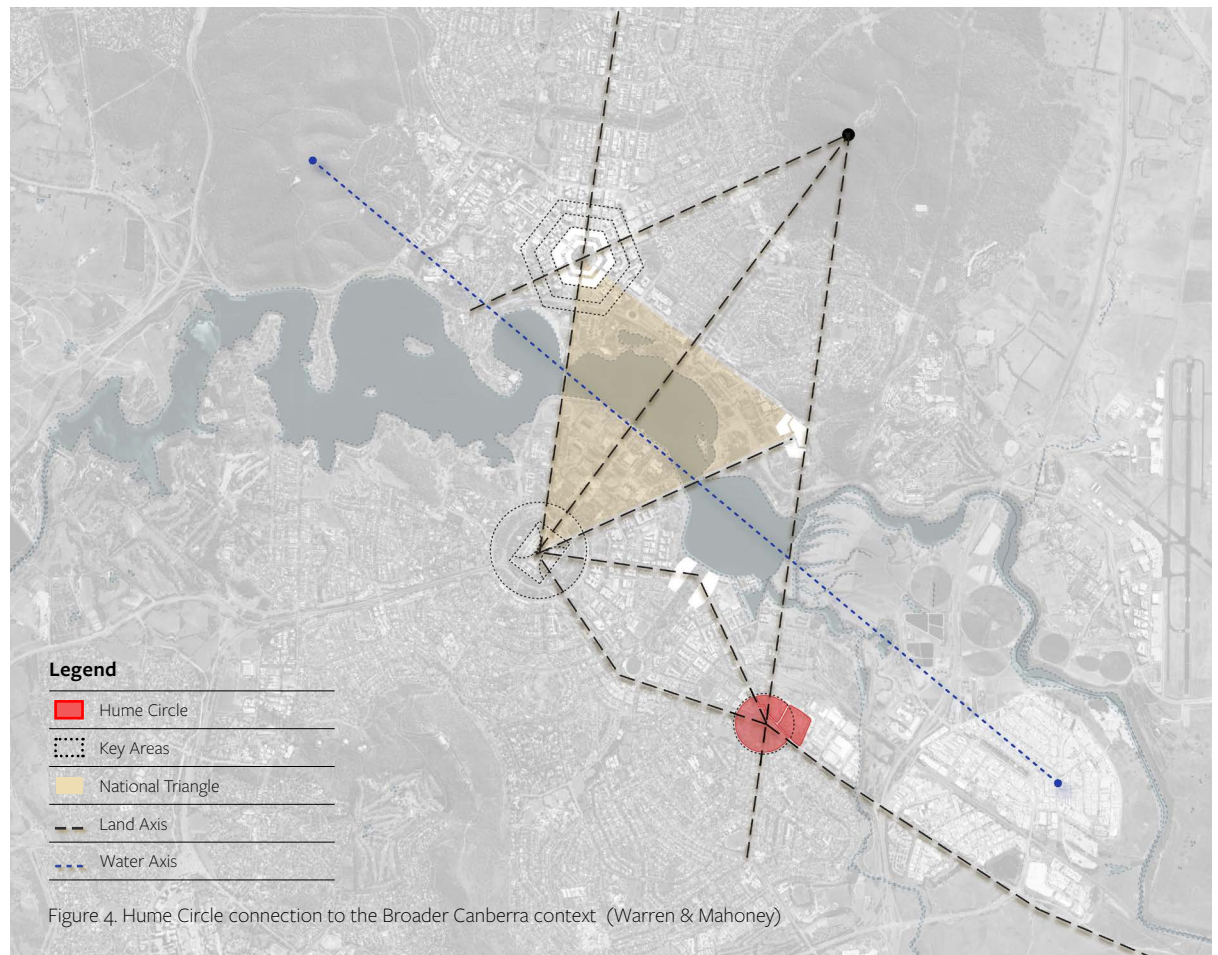 Legend
Hume Circle
Key Areas
National Triangle
Land Axis
Water Axis
Figure 4. Hume Circle connection to the Broader Canberra context (Warren & Mahoney)